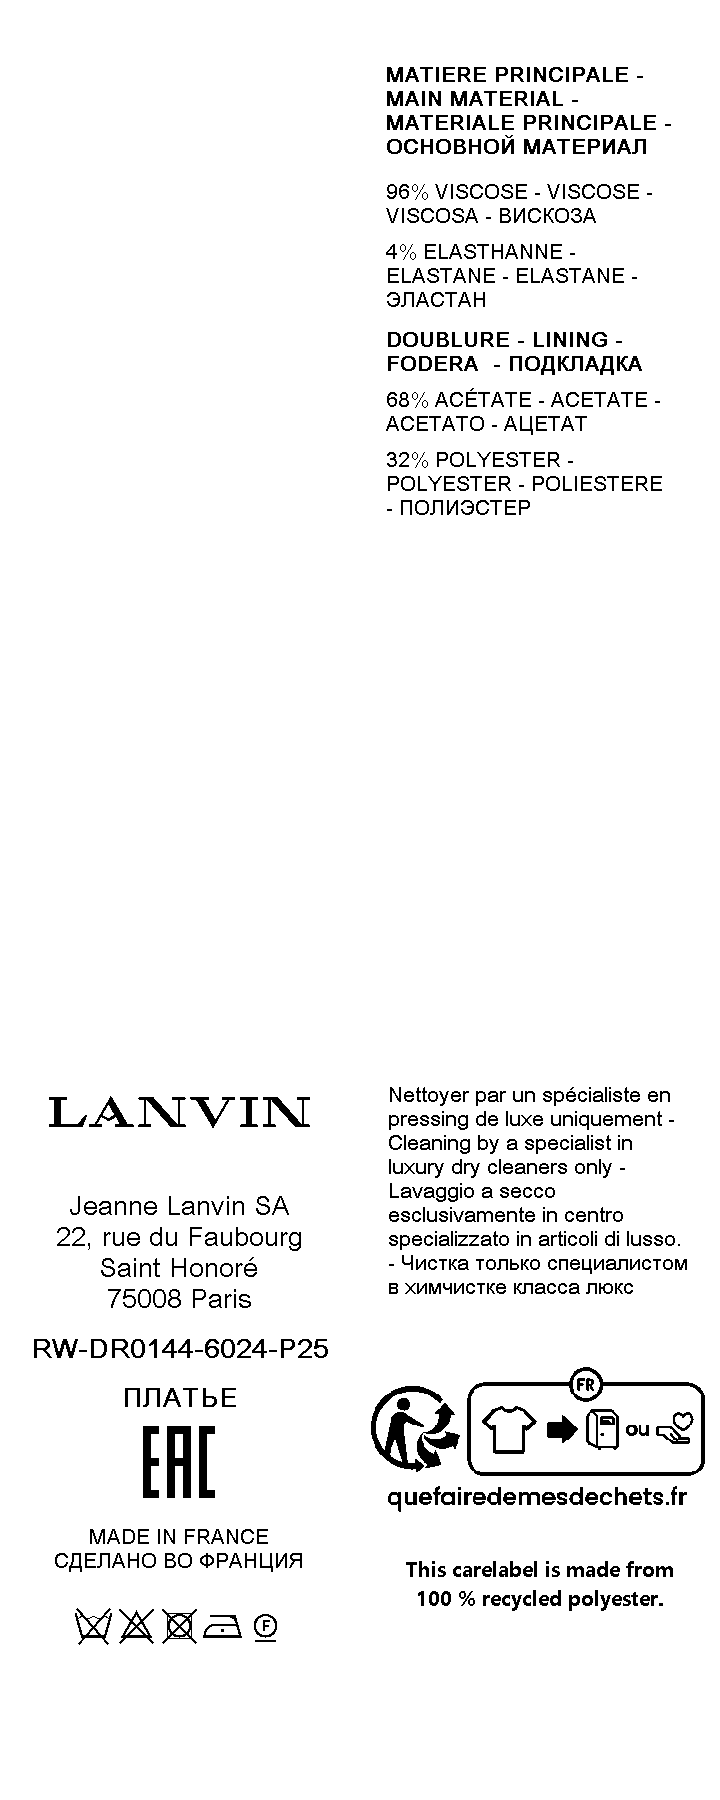 MATIERE PRINCIPALE -
MAIN MATERIAL -
MATERIALE PRINCIPALE -
ОСНОВНОЙ МАТЕРИАЛ
96% VISCOSE - VISCOSE -
VISCOSA - ВИСКОЗА
4% ELASTHANNE -
ELASTANE - ELASTANE -
ЭЛАСТАН
DOUBLURE - LINING -
FODERA - ПОДКЛАДКА
68% ACÉTATE - ACETATE -
ACETATO - АЦЕТАТ
32% POLYESTER -
POLYESTER - POLIESTERE
- ПОЛИЭСТЕР
LANVIN
Jeanne Lanvin SA
22, rue du Faubourg
Saint Honoré
75008 Paris
RW-DR0144-6024-P25
ПЛАТЬЕ
EAC
MADE IN FRANCE
СДЕЛАНО ВО ФРАНЦИЯ
F
Nettoyer par un spécialiste en
pressing de luxe uniquement -
Cleaning by a specialist in
luxury dry cleaners only -
Lavaggio a secco
esclusivamente in centro
specializzato in articoli di lusso.
- Чистка только специалистом
в химчистке класса люкс
FR
ou
quefairedemesdechets.fr
This carelabel is made from
100 % recycled polyester.